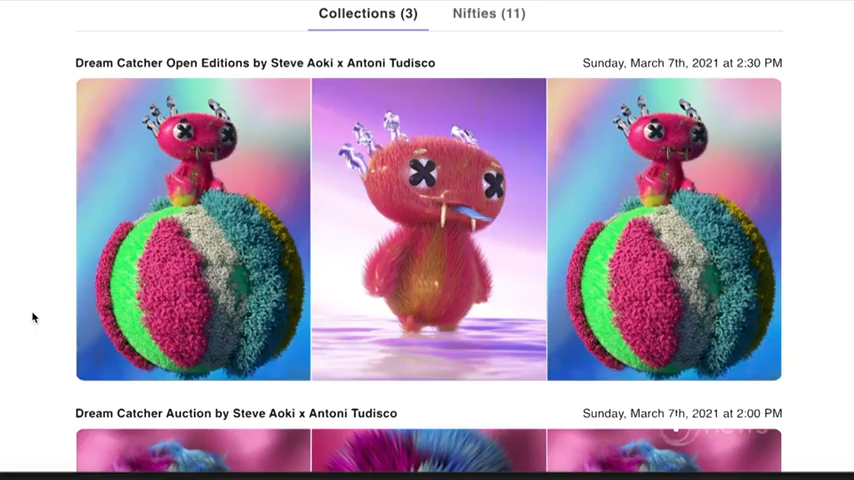 Collections (3) Nifties (11)
Dream Catcher Open Editions by Steve Aoki x Antoni Tudisco Sunday, March 7th, 2021 at 2:30 PM
Dream Catcher Auction by Steve Aoki x Antoni Tudisco Sunday, March 7th, 2021 at 2:00 PM
news